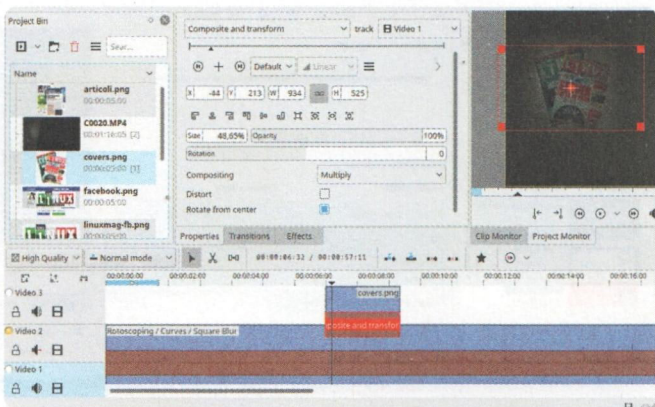 Project Bin
Sear...
Name
articoli.png
00:00:05:00
C0020.MP4
00:01:16:05 [2]
covers.png
00:00:05:00 [1]
facebook.png
00:00:05:00
linuxmag-fb.png
00:00:05:00
Composite and transform
track
Video 1
Default
Linear
X -44 Y 213 W 934 H 525
Size 48,65% Opacity 100%
Rotation 0
Compositing Multiply
Distort
Rotate from center
Properties Transitions Effects
Clip Monitor Project Monitor
High Quality Normal mode
/ 00:00:57:11
00:00:00:00 00:00:02:00 00:00:04:00 00:00:06:00 00:00:08:00 00:00:10:00 00:00:12:00 00:00:14:00 00:00:16:00
Video 3
covers.png
posite and transfor
Video 2
Rotoscoping / Curves / Square Blur
Video 1